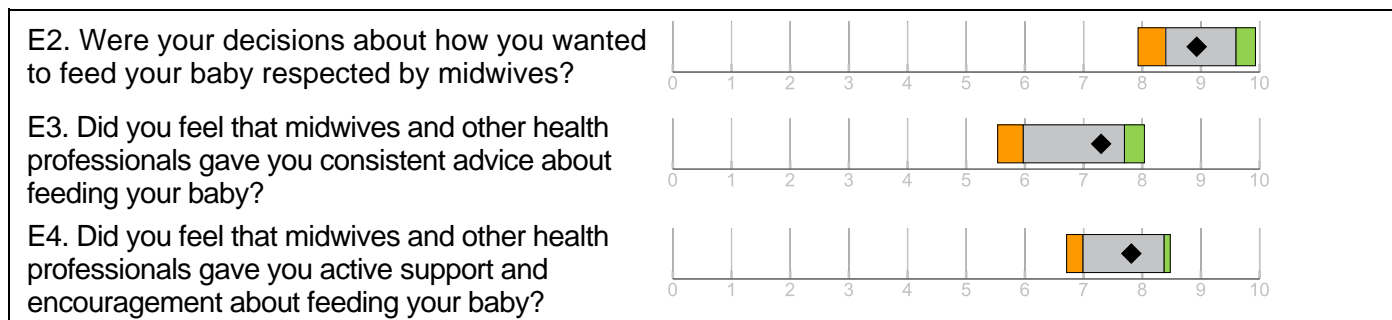 E2. Were your decisions about how you wanted
to feed your baby respected by midwives?
0 1 2 3 4 5 6 7 8 9 10
E3. Did you feel that midwives and other health
professionals gave you consistent advice about
feeding your baby?
0 1 2 3 4 5 6 7 8 9 10
E4. Did you feel that midwives and other health
professionals gave you active support and
encouragement about feeding your baby?
0 1 2 3 4 5 6 7 8 9 10